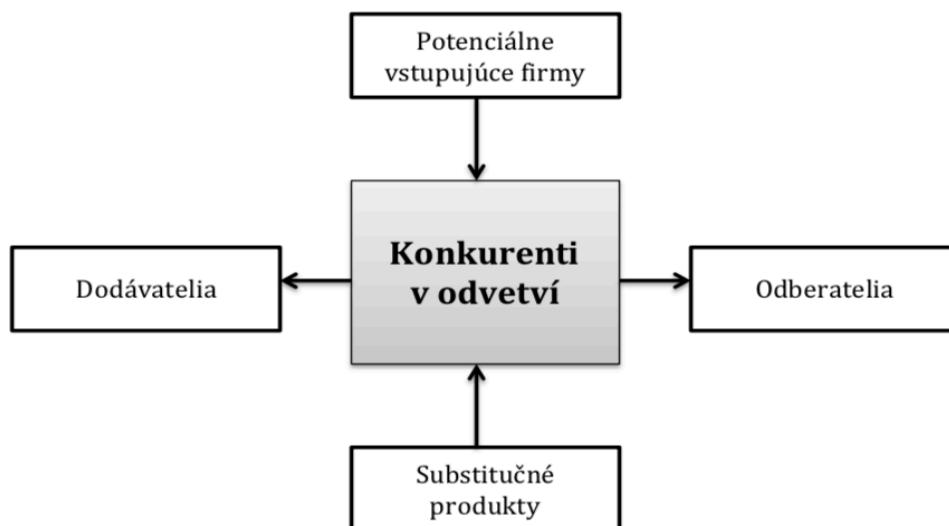 Potenciálne
vstupujúce firmy
Konkurenti
v odvetví
Dodávatelia
Odberatelia
Substitučné
produkty